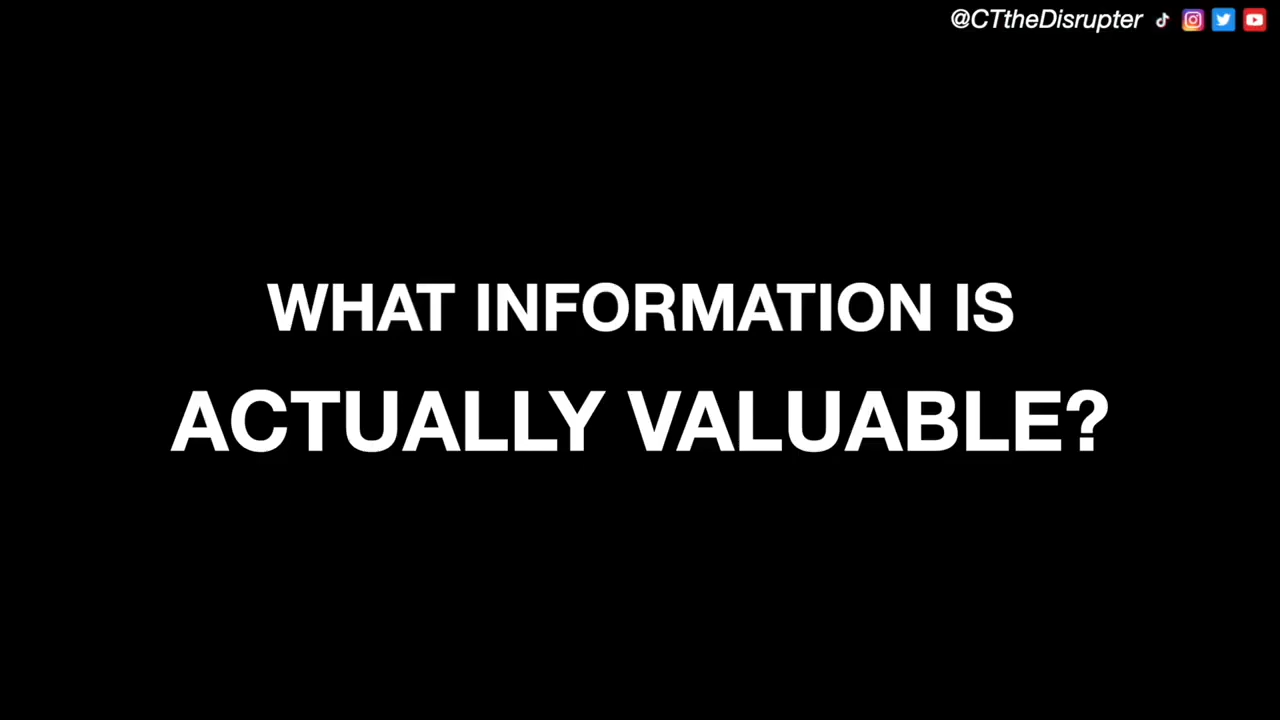 @CTtheDisrupter
WHAT INFORMATION IS
ACTUALLY VALUABLE?